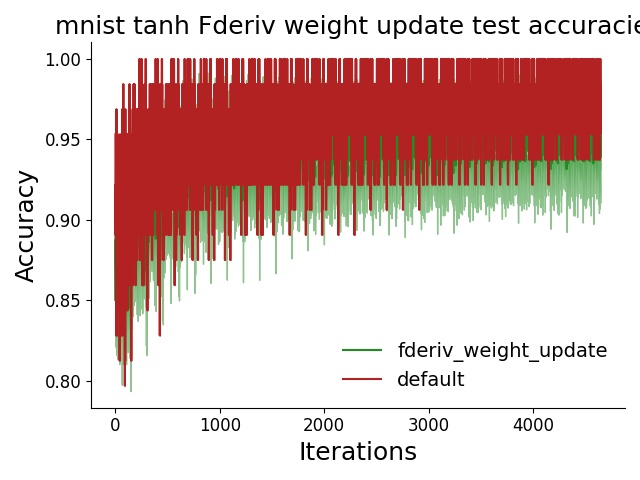 mnist tanh Fderiv weight update test accuracie
1.00
0.95
0.90
0.85
0.80
Accuracy
fderiv_weight_update
default
0 1000 2000 3000 4000
Iterations